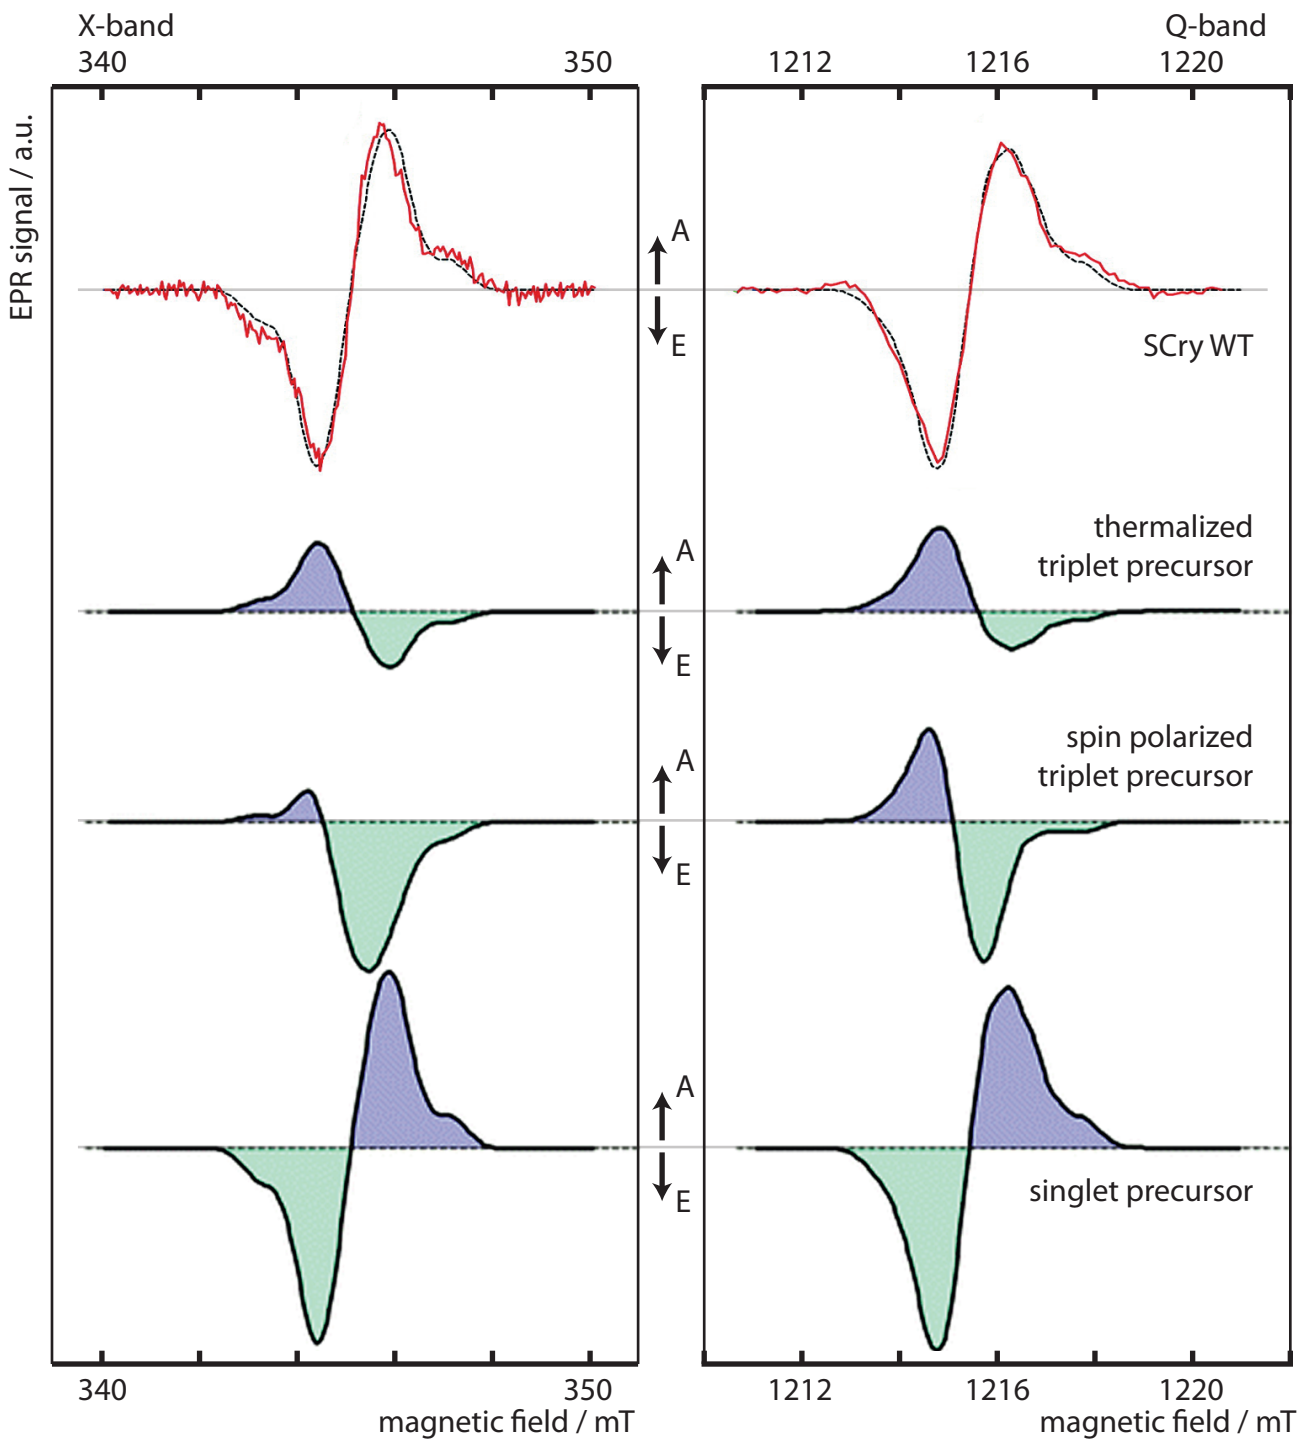 X-band
Q-band
340
350
1212
1216
1220
EPR signal / a.u.
A
E
SCry WT
thermalized
triplet precursor
A
E
spin polarized
triplet precursor
A
E
A
E
singlet precursor
340
350
1212
1216
1220
magnetic field / mT
magnetic field / mT